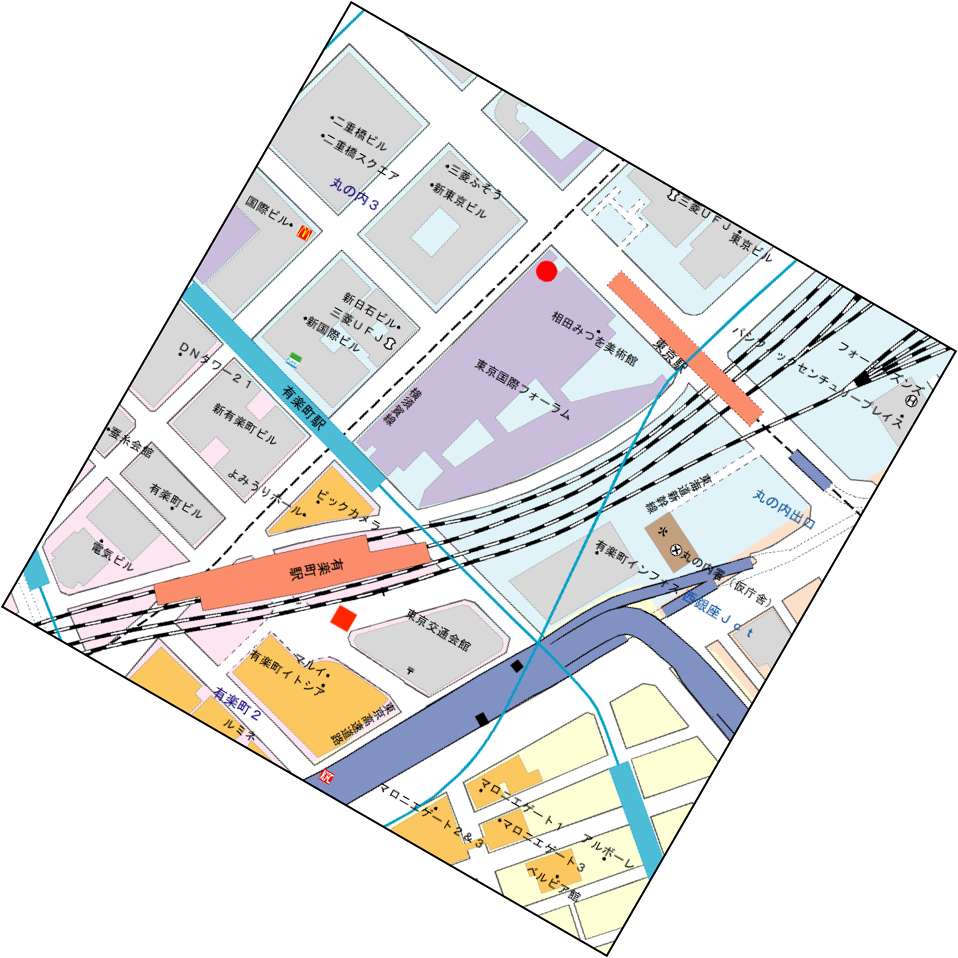 二重橋ビル
二重橋スクエア
丸の内3
三菱ふそう
新東京ビル
国際ビル
三菱UFJ
東京ビル
新日石ビル
三菱UFJ
新国際ビル
相田みつを美術館
東京駅
パシフィックセンチュリープレイス
フォーシーズンズ
DNタワー21
有楽町駅
横須賀線
東京国際フォーラム
新有楽町ビル
蚕糸会館
よみうりホール
ビックカメラ
有楽町ビル
東海道新幹線
丸の内出口
電気ビル
有楽町駅
有楽町インフォス
丸の内署(仮庁舎)
西銀座Jct
東京交通会館
マルイ
有楽町イトシア
有楽町2
ルミネ
東京高速道路
マロニエゲート1
マロニエゲート2&3
マロニエゲート3
アルボーレ
ベルビア館